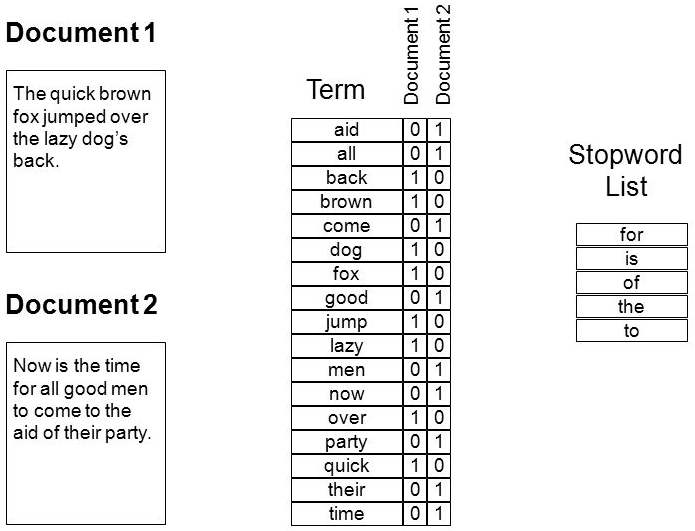 Document 1
The quick brown
fox jumped over
the lazy dog's
back.
Document 2
Now is the time
for all good men
to come to the
aid of their party.
Term Document 1 Document 2
aid 0 1
all 0 1
back 1 0
brown 1 0
come 0 1
dog 1 0
fox 1 0
good 0 1
jump 1 0
lazy 1 0
men 0 1
now 0 1
over 1 0
party 0 1
quick 1 0
their 0 1
time 0 1
Stopword
List
for
is
of
the
to